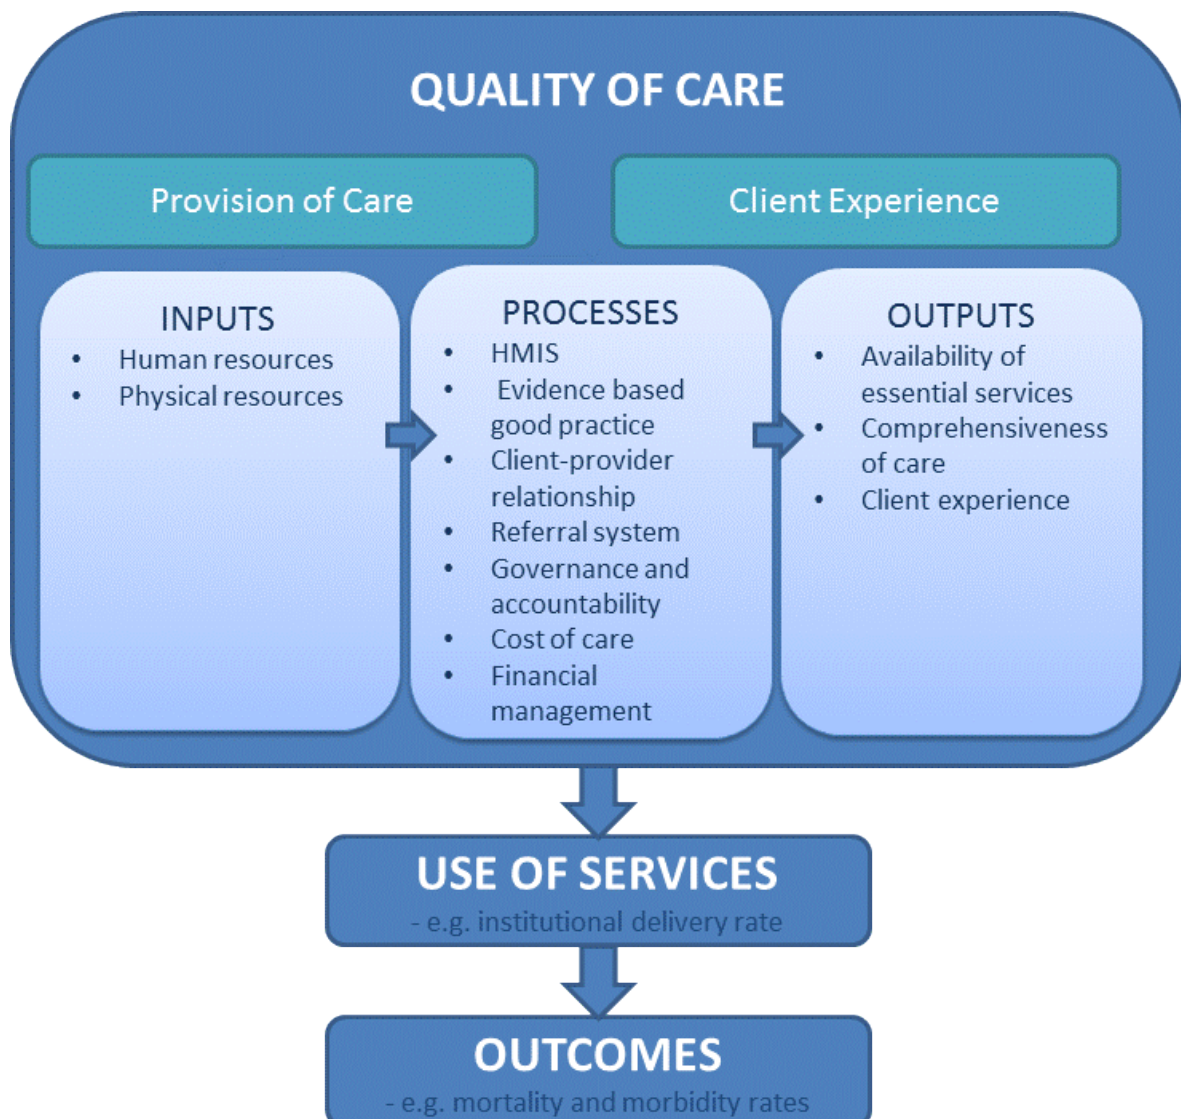 QUALITY OF CARE
Provision of Care
Client Experience
INPUTS
• Human resources
• Physical resources
PROCESSES
• HMIS
• Evidence based
good practice
• Client-provider
relationship
• Referral system
• Governance and
accountability
• Cost of care
• Financial
management
OUTPUTS
• Availability of
essential services
• Comprehensiveness
of care
• Client experience
USE OF SERVICES
- e.g. institutional delivery rate
OUTCOMES
- e.g. mortality and morbidity rates